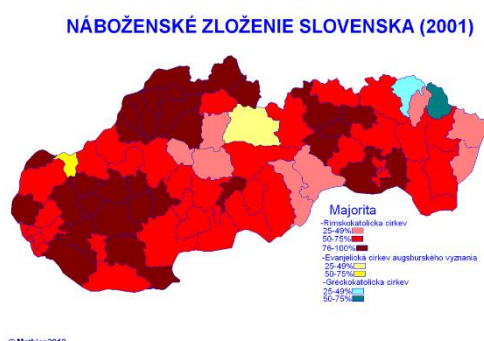 NÁBOŽENSKÉ ZLOŽENIE SLOVENSKA (2001)
Majorita
-Rímskokatolícka cirkev
25-49%
50-75%
76-100%
-Evanjelická cirkev augsburského vyznania
25-49%
50-75%
-Gréckokatolícka cirkev
25-49%
50-75%